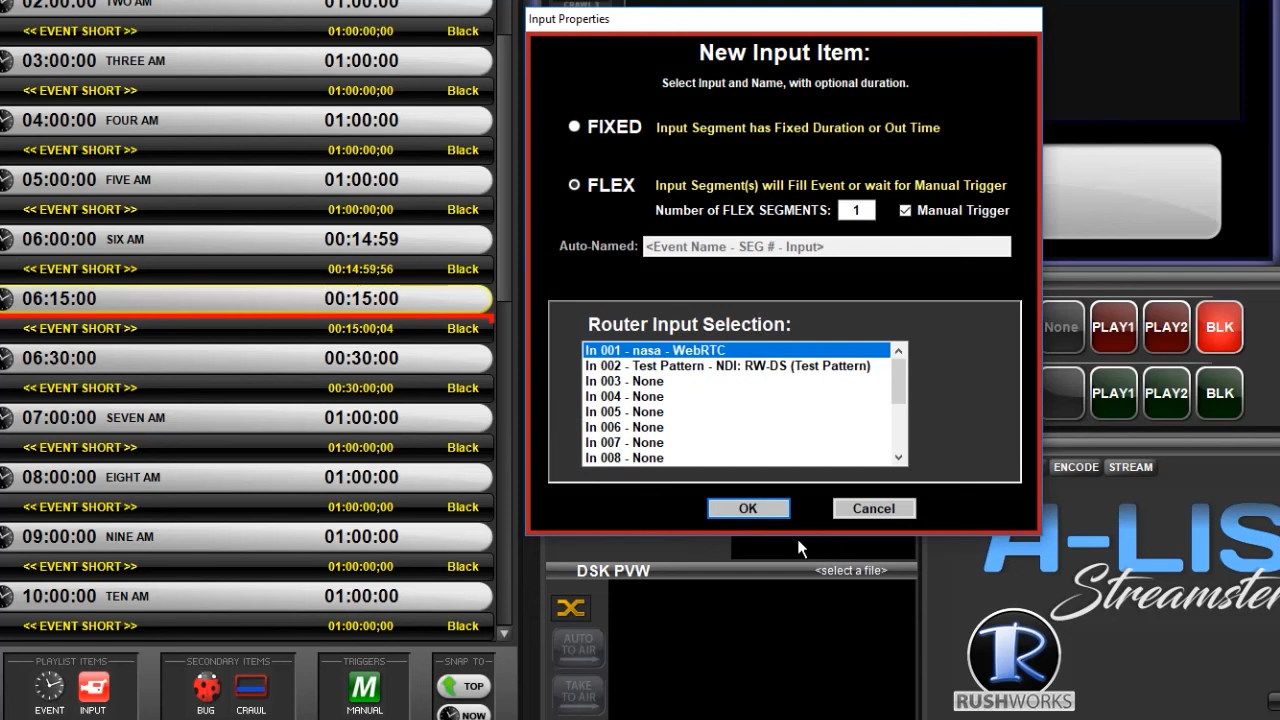 02:00:00 TWO AM 01:00:00
<< EVENT SHORT >> 01:00:00;00 Black
03:00:00 THREE AM 01:00:00
<< EVENT SHORT >> 01:00:00;00 Black
04:00:00 FOUR AM 01:00:00
<< EVENT SHORT >> 01:00:00;00 Black
05:00:00 FIVE AM 01:00:00
<< EVENT SHORT >> 01:00:00;00 Black
06:00:00 SIX AM 00:14:59
<< EVENT SHORT >> 00:14:59;56 Black
06:15:00 00:15:00
<< EVENT SHORT >> 00:15:00;04 Black
06:30:00 00:30:00
<< EVENT SHORT >> 00:30:00;00 Black
07:00:00 SEVEN AM 01:00:00
<< EVENT SHORT >> 01:00:00;00 Black
08:00:00 EIGHT AM 01:00:00
<< EVENT SHORT >> 01:00:00;00 Black
09:00:00 NINE AM 01:00:00
<< EVENT SHORT >> 01:00:00;00 Black
10:00:00 TEN AM 01:00:00
<< EVENT SHORT >> 01:00:00;00 Black
PLAYLIST ITEMS
EVENT INPUT
SECONDARY ITEMS
BUG CRAWL
TRIGGERS
M
MANUAL
SNAP TO
TOP
NOW
CRAWL 1
Input Properties
New Input Item:
Select Input and Name, with optional duration.
FIXED Input Segment has Fixed Duration or Out Time
FLEX Input Segment(s) will Fill Event or wait for Manual Trigger
Number of FLEX SEGMENTS: 1 Manual Trigger
Auto-Named: <Event Name - SEG # - Input>
Router Input Selection:
In 001 - nasa - WebRTC
In 002 - Test Pattern - NDI: RW-DS (Test Pattern)
In 003 - None
In 004 - None
In 005 - None
In 006 - None
In 007 - None
In 008 - None
OK Cancel
DSK PVW <select a file>
AUTO TO AIR
TAKE TO AIR
None PLAY1 PLAY2 BLK
PLAY1 PLAY2 BLK
ENCODE STREAM
A-LIS
Streamster
R
RUSHWORKS